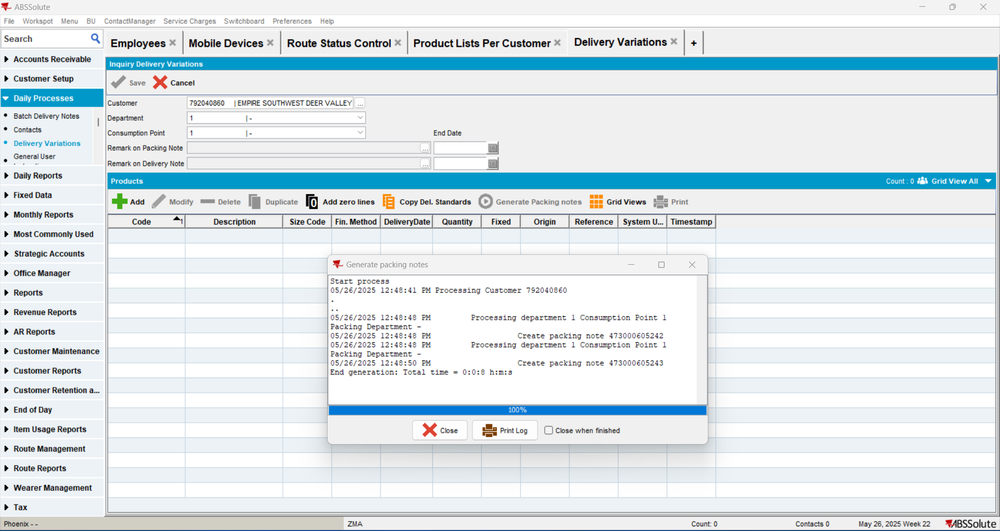 ABSSolute
File Workspot Menu BU ContactManager Service Charges Switchboard Preferences Help
Search
Employees
Mobile Devices
Route Status Control
Product Lists Per Customer
Delivery Variations
+
Accounts Receivable
Customer Setup
Daily Processes
Batch Delivery Notes
Contacts
Delivery Variations
General User
Daily Reports
Fixed Data
Monthly Reports
Most Commonly Used
Strategic Accounts
Office Manager
Reports
Revenue Reports
AR Reports
Customer Maintenance
Customer Reports
Customer Retention a...
End of Day
Item Usage Reports
Route Management
Route Reports
Wearer Management
Tax
Inquiry Delivery Variations
Save Cancel
Customer 792040860 | EMPIRE SOUTHWEST DEER VALLEY ...
Department 1 | -
Consumption Point 1 | - End Date
Remark on Packing Note ... 16
Remark on Delivery Note ... 16
Products Count : 0 Grid View All
Add Modify Delete Duplicate Add zero lines Copy Del. Standards Generate Packing notes Grid Views Print
Code 1 Description Size Code Fin. Method DeliveryDate Quantity Fixed Origin Reference System U... Timestamp
Generate packing notes
Start process
05/26/2025 12:48:41 PM Processing Customer 792040860
.
..
05/26/2025 12:48:48 PM Processing department 1 Consumption Point 1
Packing Department -
05/26/2025 12:48:48 PM Create packing note 473000605242
05/26/2025 12:48:48 PM Processing department 1 Consumption Point 1
Packing Department -
05/26/2025 12:48:50 PM Create packing note 473000605243
End generation: Total time = 0:0:8 h:m:s
100%
Close Print Log Close when finished
Phoenix - - ZMA Count: 0 Contacts 0 May 26, 2025 Week 22 ABSSolute